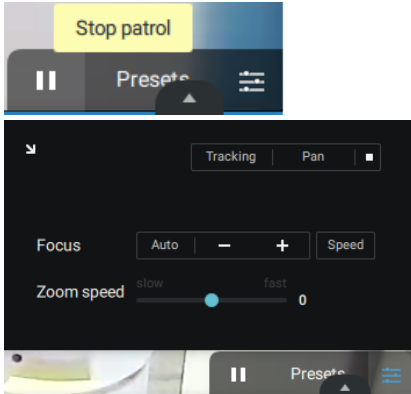 Stop patrol
Presets
Tracking Pan
Focus Auto Speed
slow fast
Zoom speed 0
Presets